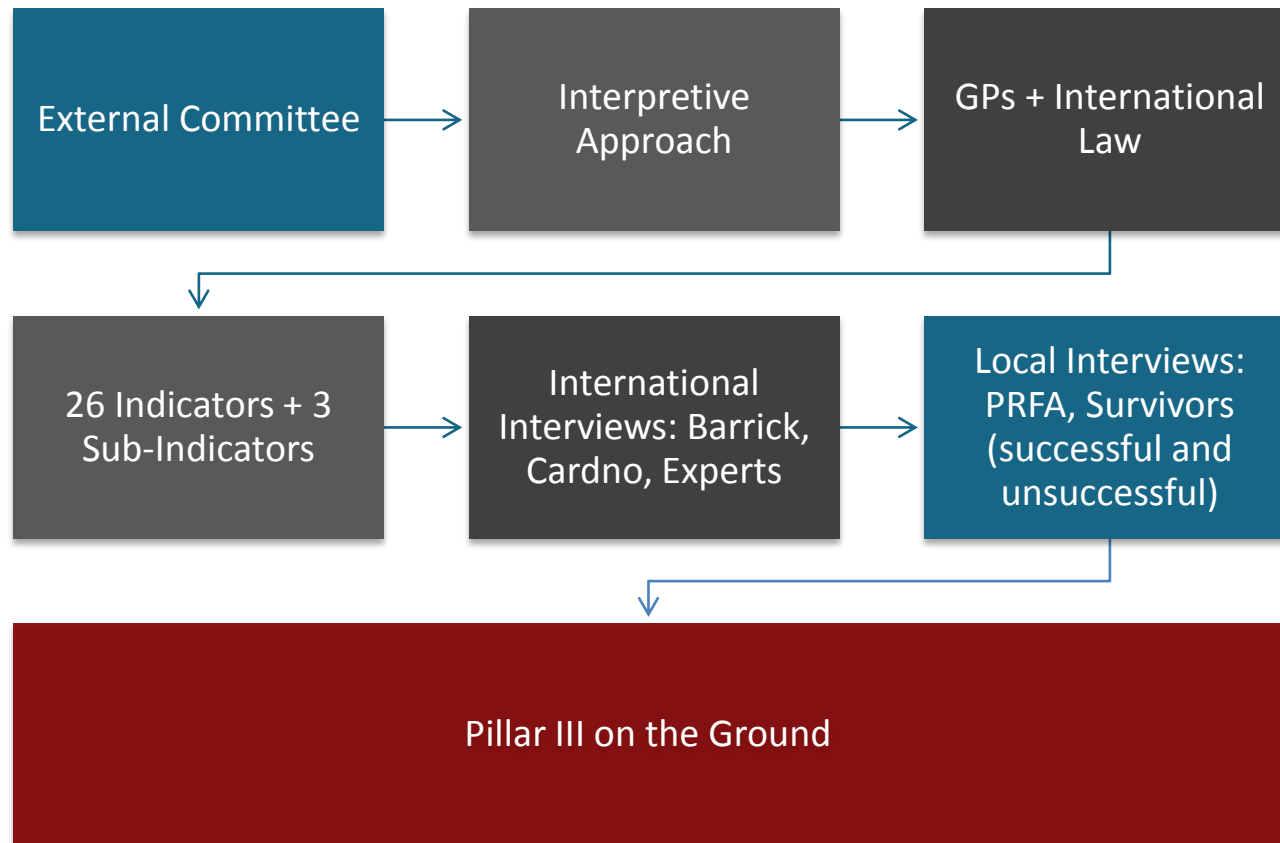 External Committee
Interpretive
Approach
GPs + International
Law
26 Indicators + 3
Sub-Indicators
International
Interviews: Barrick,
Cardno, Experts
Local Interviews:
PRFA, Survivors
(successful and
unsuccessful)
Pillar III on the Ground